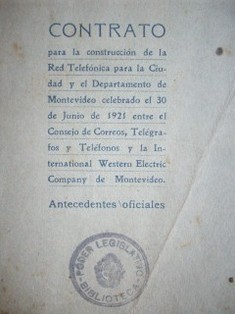 CONTRATO
para la construcción de la
Red Telefónica para la Ciu-
dad y el Departamento de
Montevideo celebrado el 30
de Junio de 1921 entre el
Consejo de Correos, Telégra-
fos y Teléfonos y la In-
ternational Western Electric
Company de Montevideo.
Antecedentes oficiales
PODER LEGISLATIVO
BIBLIOTECA